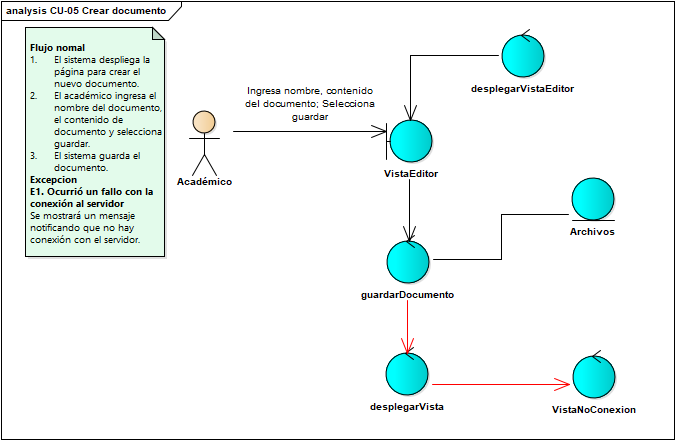 analysis CU-05 Crear documento
Flujo nomal
1. El sistema despliega la
página para crear el
nuevo documento.
2. El académico ingresa el
nombre del documento,
el contenido de
documento y selecciona
guardar.
3. El sistema guarda el
documento.
Excepcion
E1. Ocurrió un fallo con la
conexión al servidor
Se mostrará un mensaje
notificando que no hay
conexión con el servidor.
Académico
Ingresa nombre, contenido
del documento; Selecciona
guardar
desplegarVistaEditor
VistaEditor
Archivos
guardarDocumento
desplegarVista
VistaNoConexion